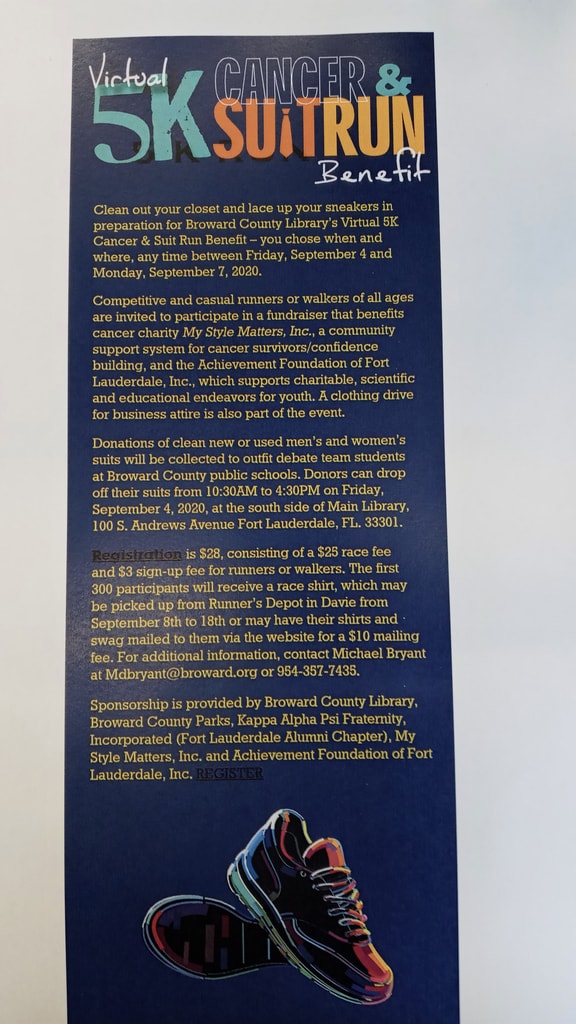 Virtual
5K CANCER &
SUiTRUN
Benefit
Clean out your closet and lace up your sneakers in
preparation for Broward County Library's Virtual 5K
Cancer & Suit Run Benefit – you chose when and
where, any time between Friday, September 4 and
Monday, September 7, 2020.
Competitive and casual runners or walkers of all ages
are invited to participate in a fundraiser that benefits
cancer charity My Style Matters, Inc., a community
support system for cancer survivors/confidence
building, and the Achievement Foundation of Fort
Lauderdale, Inc., which supports charitable, scientific
and educational endeavors for youth. A clothing drive
for business attire is also part of the event.
Donations of clean new or used men's and women's
suits will be collected to outfit debate team students
at Broward County public schools. Donors can drop
off their suits from 10:30AM to 4:30PM on Friday,
September 4, 2020, at the south side of Main Library,
100 S. Andrews Avenue Fort Lauderdale, FL. 33301.
Registration is $28, consisting of a $25 race fee
and $3 sign-up fee for runners or walkers. The first
300 participants will receive a race shirt, which may
be picked up from Runner's Depot in Davie from
September 8th to 18th or may have their shirts and
swag mailed to them via the website for a $10 mailing
fee. For additional information, contact Michael Bryant
at Mdbryant@broward.org or 954-357-7435.
Sponsorship is provided by Broward County Library,
Broward County Parks, Kappa Alpha Psi Fraternity,
Incorporated (Fort Lauderdale Alumni Chapter), My
Style Matters, Inc. and Achievement Foundation of Fort
Lauderdale, Inc. REGISTER